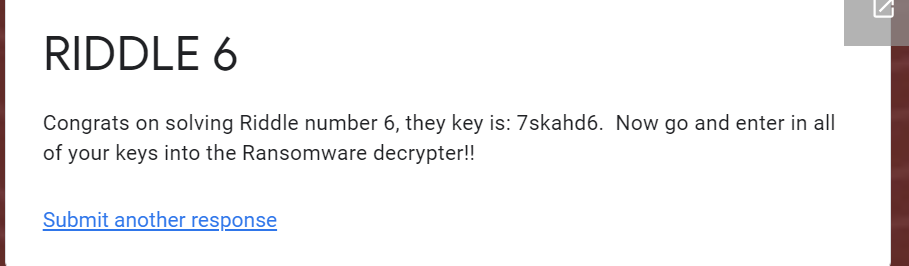 RIDDLE 6
Congrats on solving Riddle number 6, they key is: 7skahd6.  Now go and enter in all
of your keys into the Ransomware decrypter!!
Submit another response